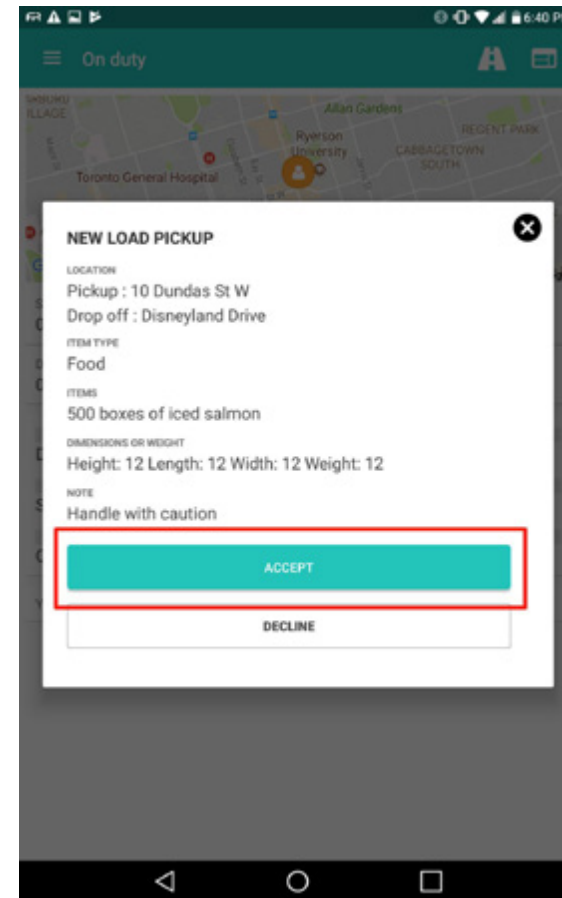 6:40 P
On duty
Allan Gardens
Ryerson
University
REGENT PARK
CABBAGETOWN
SOUTH
Toronto General Hospital
NEW LOAD PICKUP
LOCATION
Pickup : 10 Dundas St W
Drop off : Disneyland Drive
ITEM TYPE
Food
ITEMS
500 boxes of iced salmon
DIMENSIONS OR WEIGHT
Height: 12 Length: 12 Width: 12 Weight: 12
NOTE
Handle with caution
ACCEPT
DECLINE